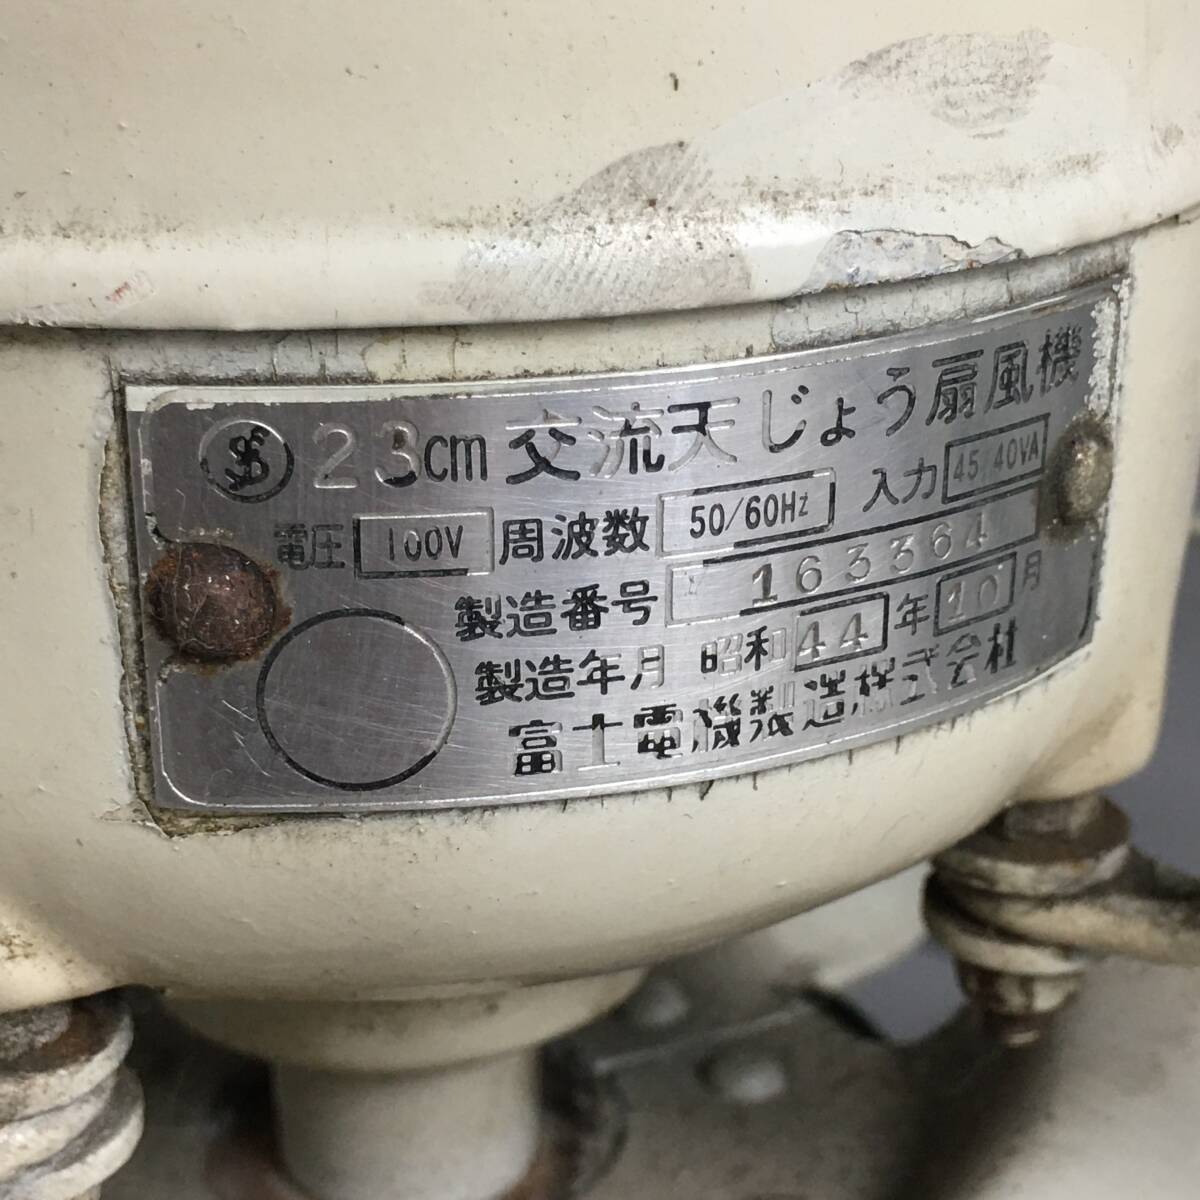 23cm 交流天じょう扇風機
電圧 100V 周波数 50/60Hz 入力 45/40VA
製造番号 163364
製造年月 昭和 44 年 10 月
富士電機製造株式会社